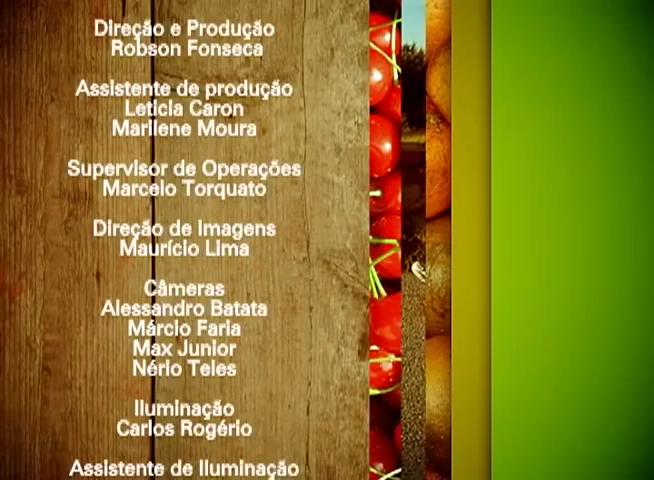 Direção e Produção
Robson Fonseca
Assistente de produção
Leticia Caron
Marilene Moura
Supervisor de Operações
Marcelo Torquato
Direção de Imagens
Maurício Lima
Câmeras
Alessandro Batata
Márcio Faria
Max Junior
Nério Teles
Iluminação
Carlos Rogério
Assistente de Iluminação